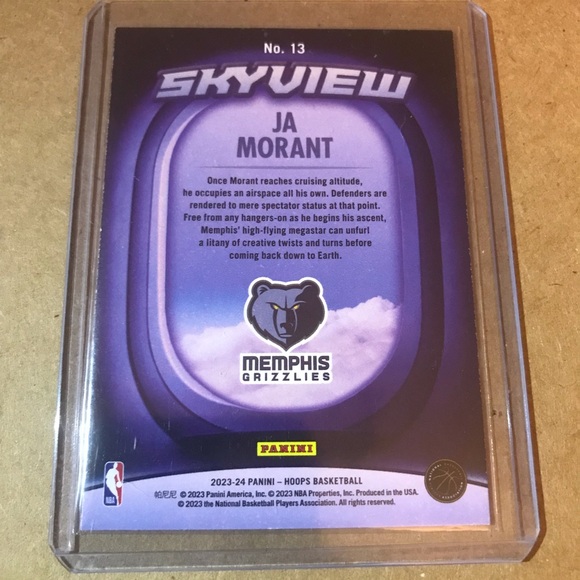 No. 13
SKYVIEW
JA
MORANT
Once Morant reaches cruising altitude,
he occupies an airspace all his own. Defenders are
rendered to mere spectator status at that point.
Free from any hangers-on as he begins his ascent,
Memphis' high-flying megastar can unfurl
a litany of creative twists and turns before
coming back down to Earth.
MEMPHIS
GRIZZLIES
PANINI
2023-24 PANINI – HOOPS BASKETBALL
帕尼尼 © 2023 Panini America, Inc. © 2023 NBA Properties, Inc. Produced in the USA.
© 2023 the National Basketball Players Association. All rights reserved.
NBA